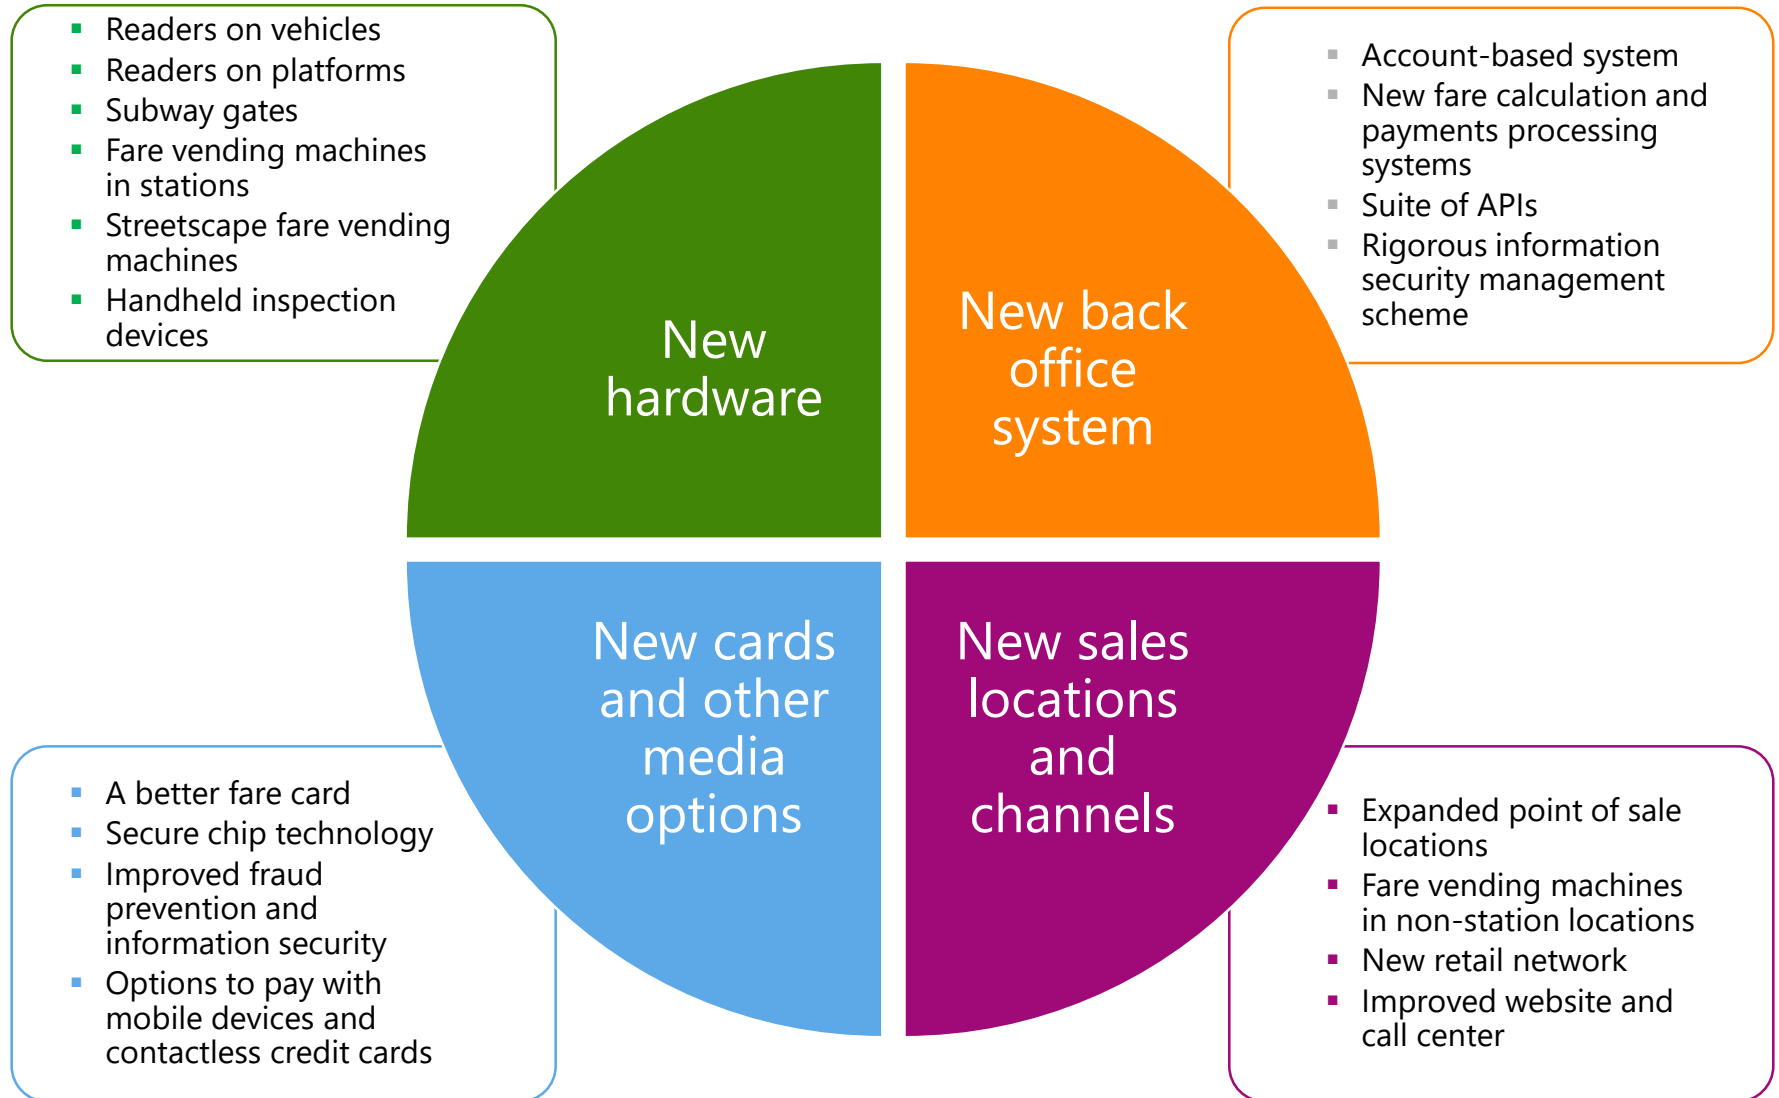 Readers on vehicles
Readers on platforms
Subway gates
Fare vending machines
in stations
Streetscape fare vending
machines
Handheld inspection
devices
New
hardware
New back
office
system
Account-based system
New fare calculation and
payments processing
systems
Suite of APIs
Rigorous information
security management
scheme
A better fare card
Secure chip technology
Improved fraud
prevention and
information security
Options to pay with
mobile devices and
contactless credit cards
New cards
and other
media
options
New sales
locations
and
channels
Expanded point of sale
locations
Fare vending machines
in non-station locations
New retail network
Improved website and
call center